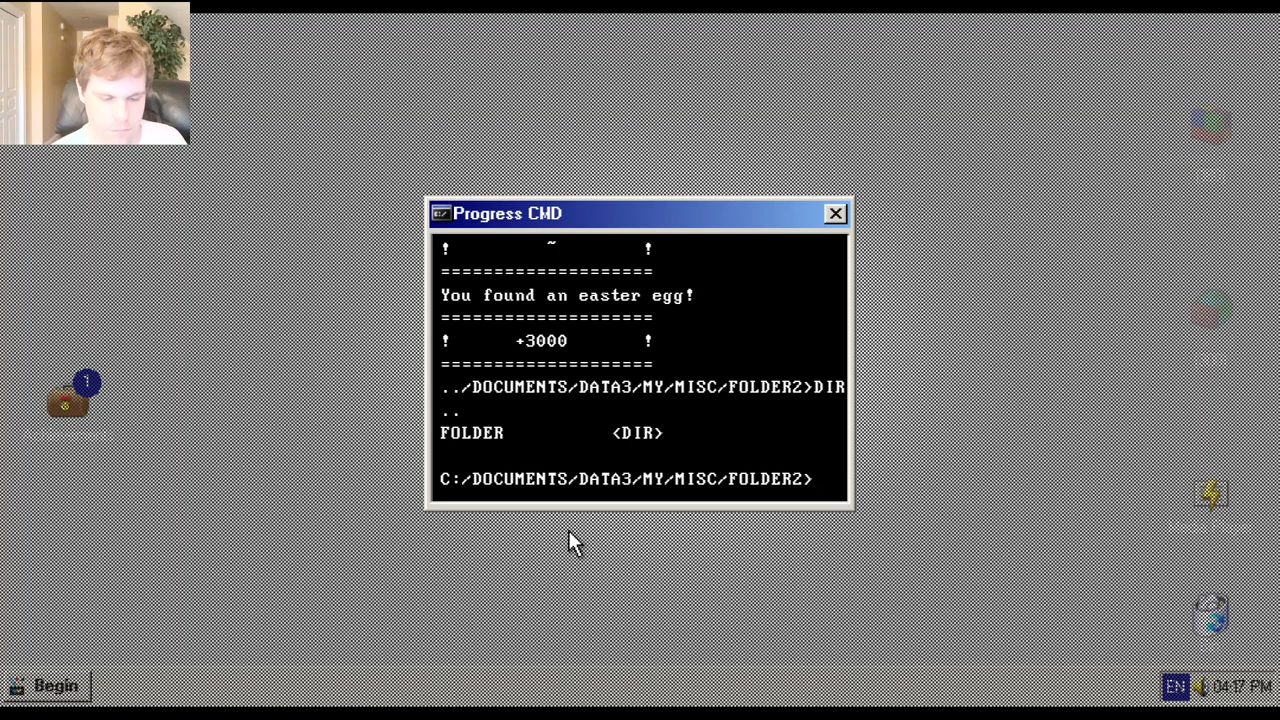 1
Progress CMD
! ~ !
====================
You found an easter egg!
====================
! +3000 !
====================
../DOCUMENTS/DATA3/MY/MISC/FOLDER2>DIR
..
FOLDER <DIR>
C:/DOCUMENTS/DATA3/MY/MISC/FOLDER2>
Begin
EN 04:17 PM